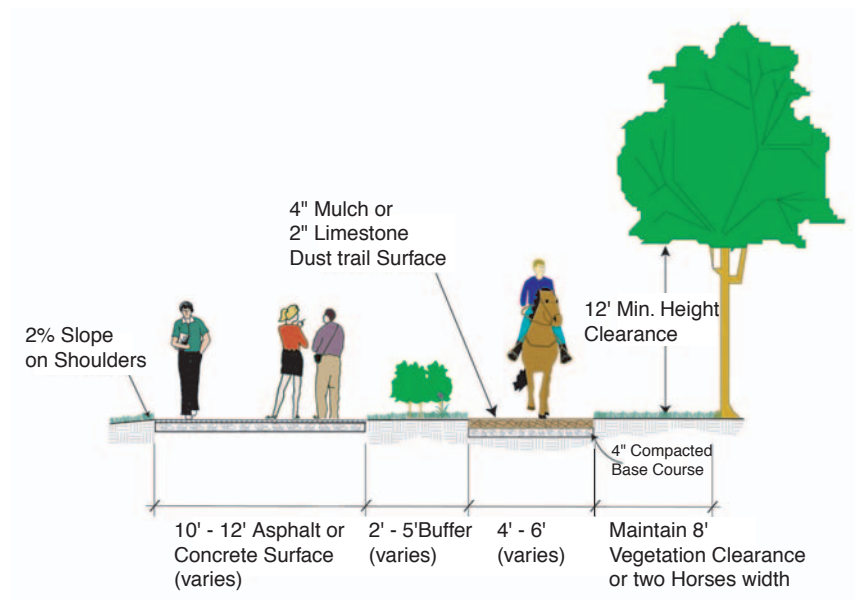 4" Mulch or
2" Limestone
Dust trail Surface
2% Slope
on Shoulders
12' Min. Height
Clearance
4" Compacted
Base Course
10' - 12' Asphalt or
Concrete Surface
(varies)
2' - 5'Buffer
(varies)
4' - 6'
(varies)
Maintain 8'
Vegetation Clearance
or two Horses width